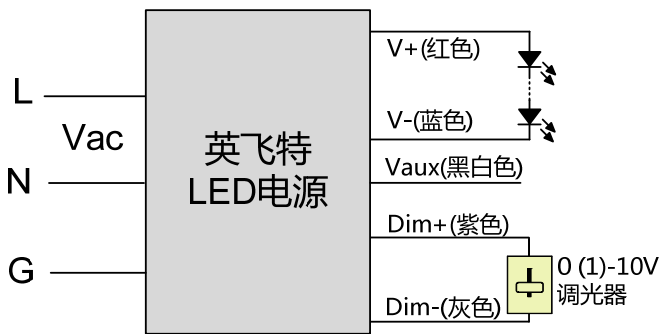 L
Vac
N
G
英飞特
LED电源
V+(红色)
V-(蓝色)
Vaux(黑白色)
Dim+(紫色)
Dim-(灰色)
0 (1)-10V
调光器